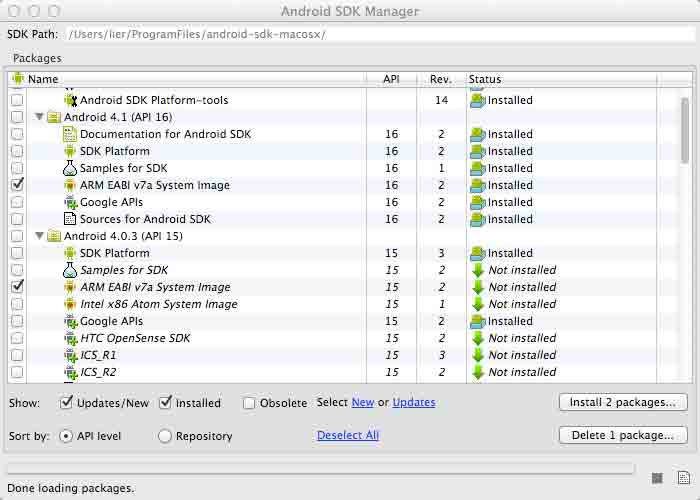 Android SDK Manager
SDK Path: /Users/lier/ProgramFiles/android-sdk-macosx/
Packages
Name API Rev. Status
Android SDK Platform-tools 14 Installed
Android 4.1 (API 16)
Documentation for Android SDK 16 2 Installed
SDK Platform 16 2 Installed
Samples for SDK 16 1 Installed
ARM EABI v7a System Image 16 2 Installed
Google APIs 16 2 Installed
Sources for Android SDK 16 2 Installed
Android 4.0.3 (API 15)
SDK Platform 15 3 Installed
Samples for SDK 15 2 Not installed
ARM EABI v7a System Image 15 2 Not installed
Intel x86 Atom System Image 15 1 Not installed
Google APIs 15 2 Installed
HTC OpenSense SDK 15 2 Not installed
ICS_R1 15 3 Not installed
ICS_R2 15 2 Not installed
Show: Updates/New Installed Obsolete Select New or Updates Install 2 packages...
Sort by: API level Repository Deselect All Delete 1 package...
Done loading packages.